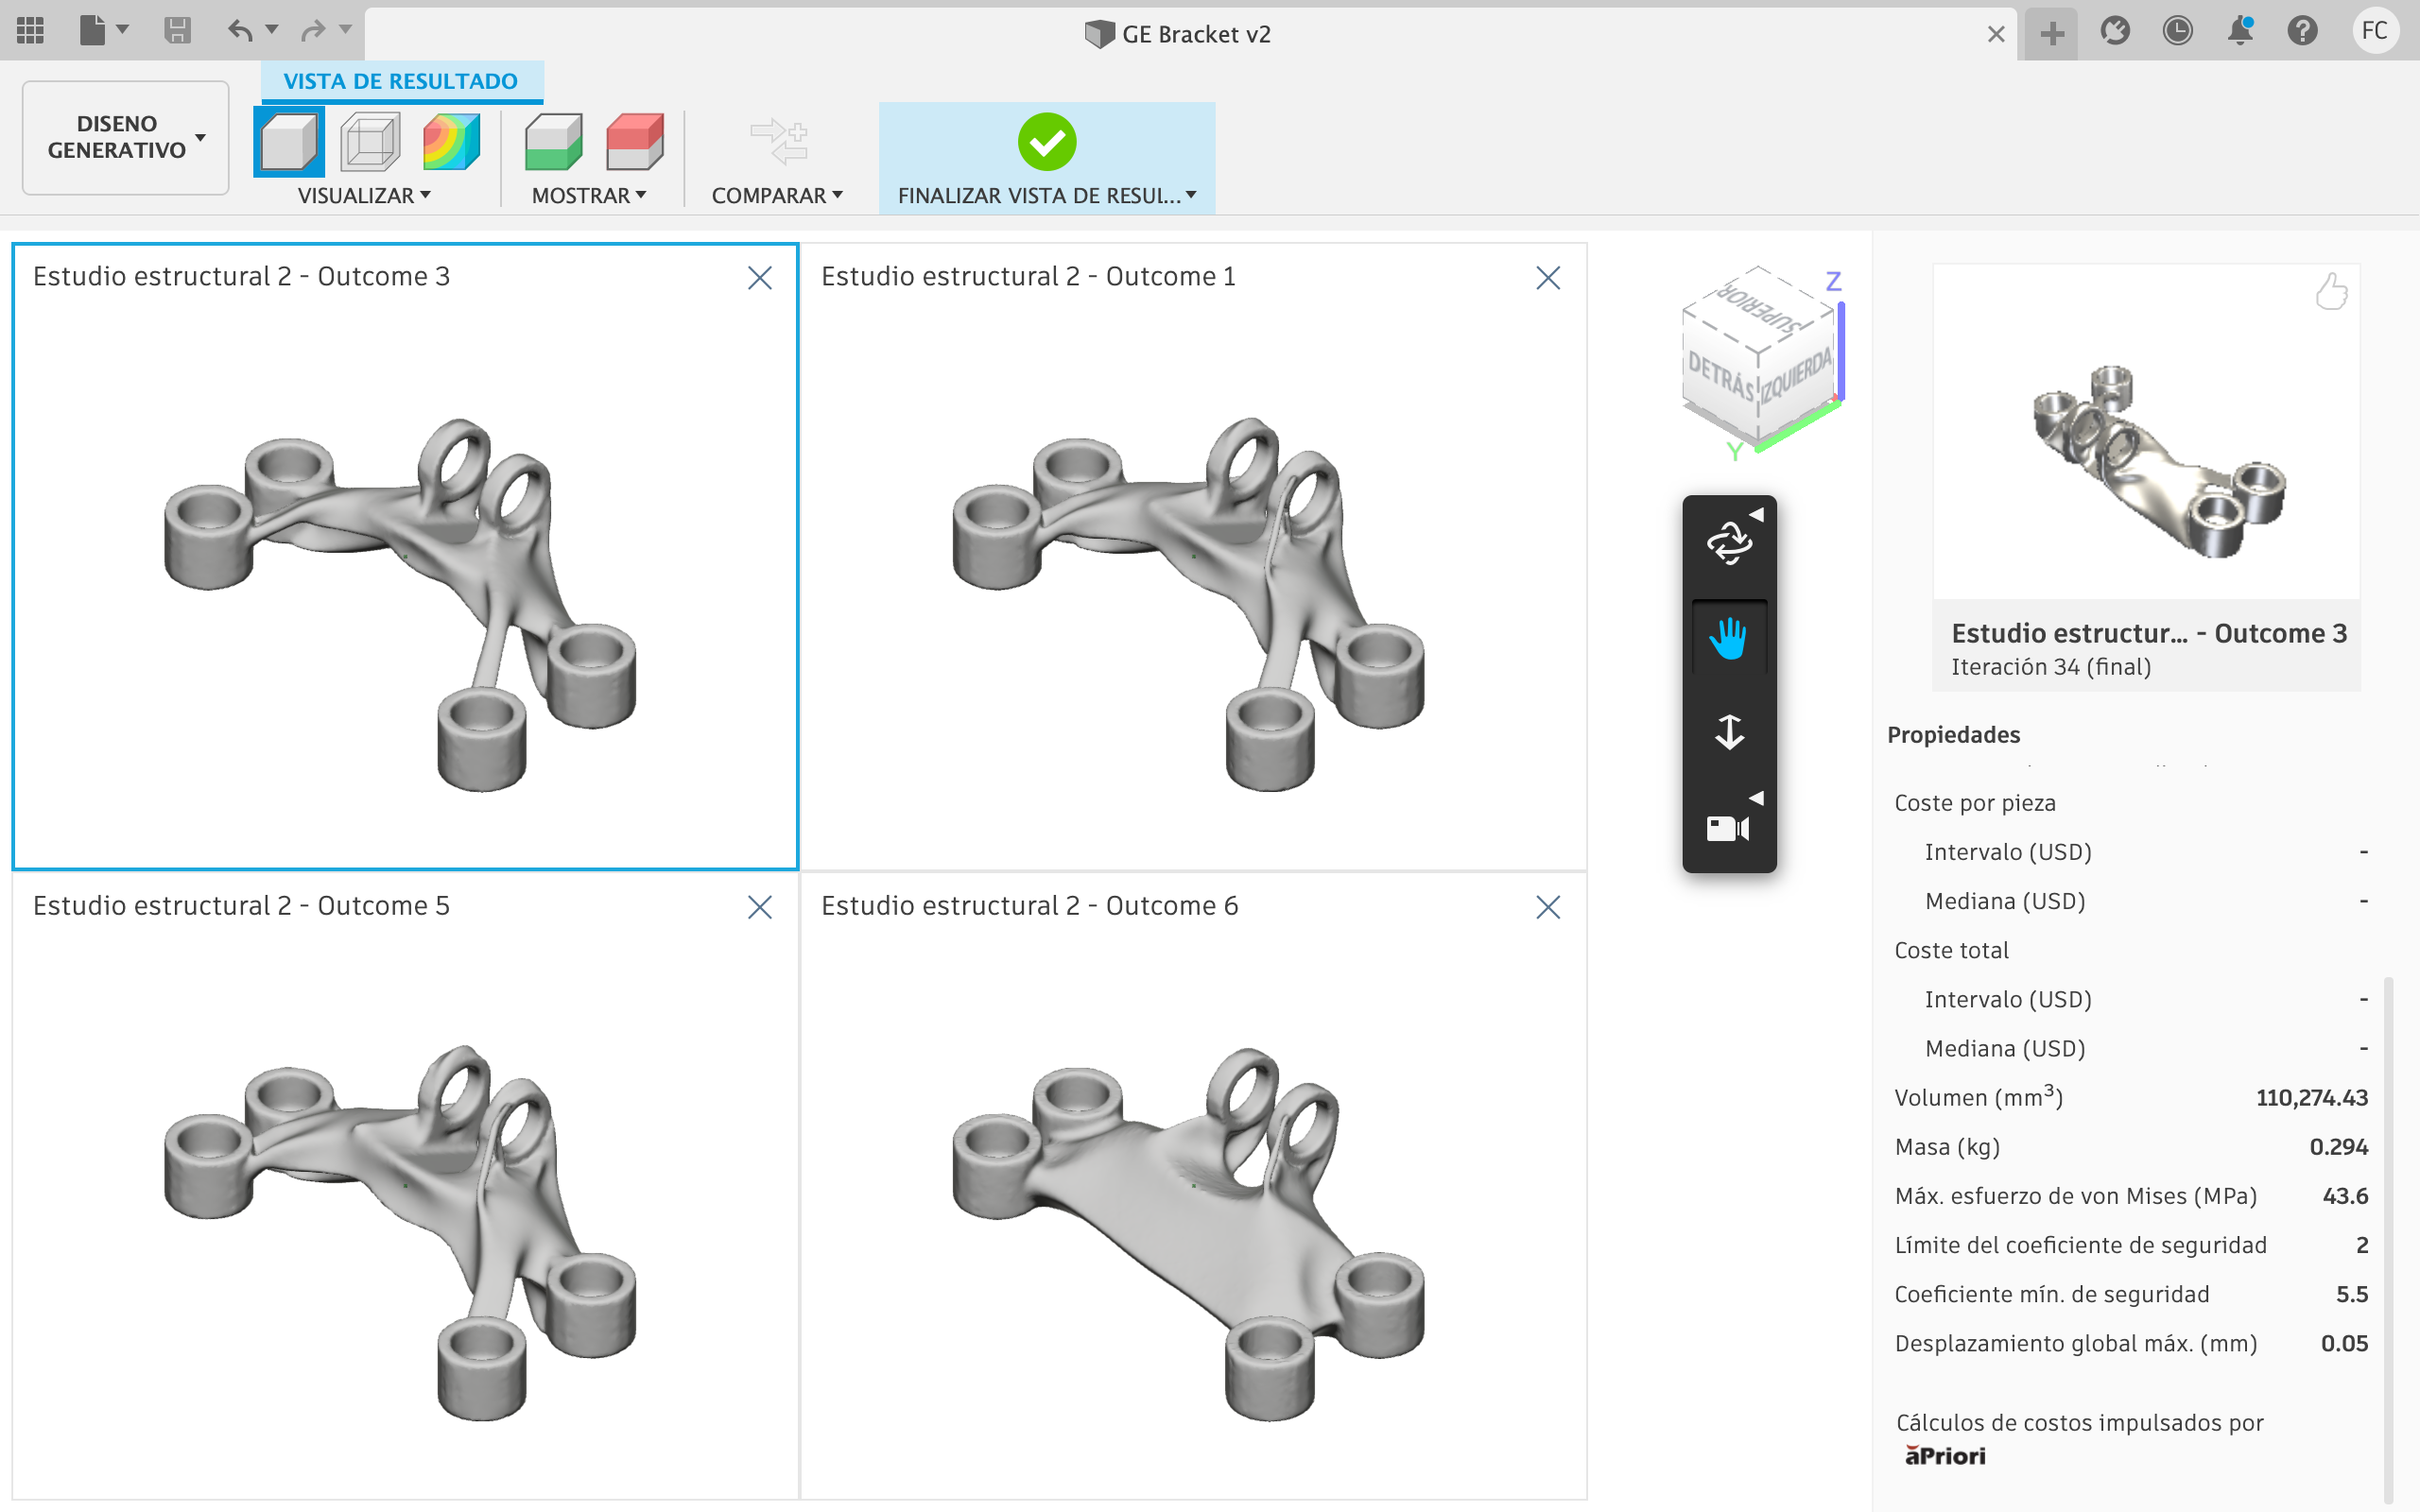 GE Bracket v2
FC
VISTA DE RESULTADO
DISENO
GENERATIVO
VISUALIZAR
MOSTRAR
COMPARAR
FINALIZAR VISTA DE RESUL...
Estudio estructural 2 - Outcome 3
Estudio estructural 2 - Outcome 1
Estudio estructural 2 - Outcome 5
Estudio estructural 2 - Outcome 6
SUPERIOR
DETRÁS
IZQUIERDA
Z
Y
Estudio estructur... - Outcome 3
Iteración 34 (final)
Propiedades
Coste por pieza
Intervalo (USD) -
Mediana (USD) -
Coste total
Intervalo (USD) -
Mediana (USD) -
Volumen (mm³) 110,274.43
Masa (kg) 0.294
Máx. esfuerzo de von Mises (MPa) 43.6
Límite del coeficiente de seguridad 2
Coeficiente mín. de seguridad 5.5
Desplazamiento global máx. (mm) 0.05
Cálculos de costos impulsados por
aPriori